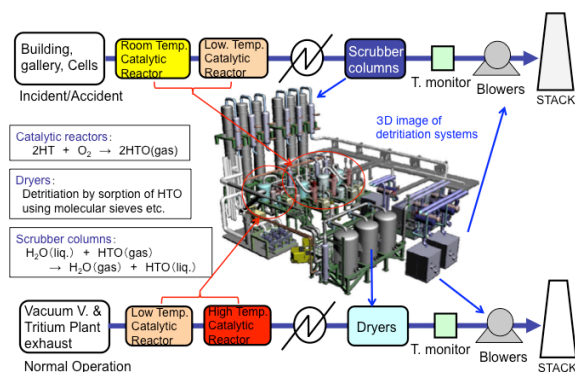 Building,
gallery, Cells
Incident/Accident
Room Temp.
Catalytic
Reactor
Low. Temp.
Catalytic
Reactor
Scrubber
columns
T. monitor
Blowers
STACK
3D image of
detritiation systems
Catalytic reactors:
2HT + O2 → 2HTO(gas)
Dryers:
Detritiation by sorption of HTO
using molecular sieves etc.
Scrubber columns:
H2O(liq.) + HTO(gas)
→ H2O(gas) + HTO(liq.)
Vacuum V. &
Tritium Plant
exhaust
Normal Operation
Low Temp.
Catalytic
Reactor
High Temp.
Catalytic
Reactor
Dryers
T. monitor
Blowers
STACK